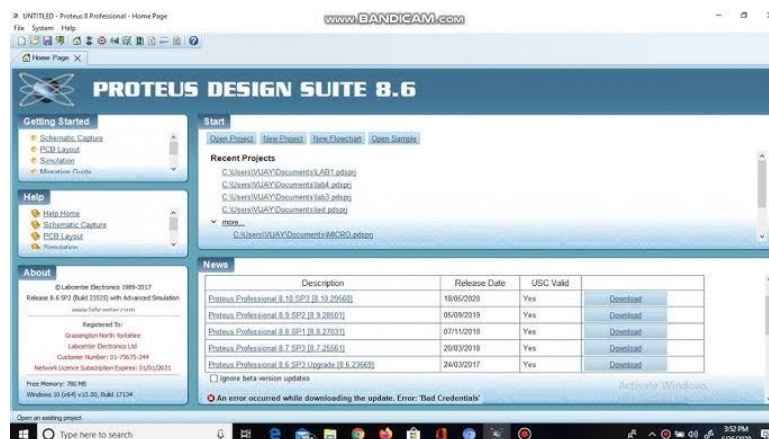 UNTITLED - Proteus 8 Professional - Home Page
www.BANDICAM.com
File System Help
Home Page
PROTEUS DESIGN SUITE 8.6
Getting Started
Schematic Capture
PCB Layout
Simulation
Migration Guide
Help
Help Home
Schematic Capture
PCB Layout
Simulation
About
© Labcenter Electronics 1989-2017
Release 8.6 SP3 (Build 23525) with Advanced Simulation
www.labcenter.com
Registered To:
Grassington North Yorkshire
Labcenter Electronics Ltd
Customer Number: 01-75675-344
Network Licence Subscription Expires: 01/01/2031
Free Memory: 780 MB
Windows 10 (x64) v10.00, Build 17134
Start
Open Project New Project New Flowchart Open Sample
Recent Projects
C:\Users\VIJAY\Documents\LAB1.pdsprj
C:\Users\VIJAY\Documents\lab4.pdsprj
C:\Users\VIJAY\Documents\lab3.pdsprj
C:\Users\VIJAY\Documents\led.pdsprj
more...
C:\Users\VIJAY\Documents\MICRO.pdsprj
News
Description Release Date USC Valid
Proteus Professional 8.10 SP3 [8.10.29560] 18/05/2020 Yes Download
Proteus Professional 8.9 SP2 [8.9.28501] 05/09/2019 Yes Download
Proteus Professional 8.8 SP1 [8.8.27031] 07/11/2018 Yes Download
Proteus Professional 8.7 SP3 [8.7.25561] 20/03/2018 Yes Download
Proteus Professional 8.6 SP3 Upgrade [8.6.23669] 24/03/2017 Yes Download
Ignore beta version updates
An error occurred while downloading the update. Error: 'Bad Credentials'
Activate Windows
Open an existing project
Type here to search
3:52 PM